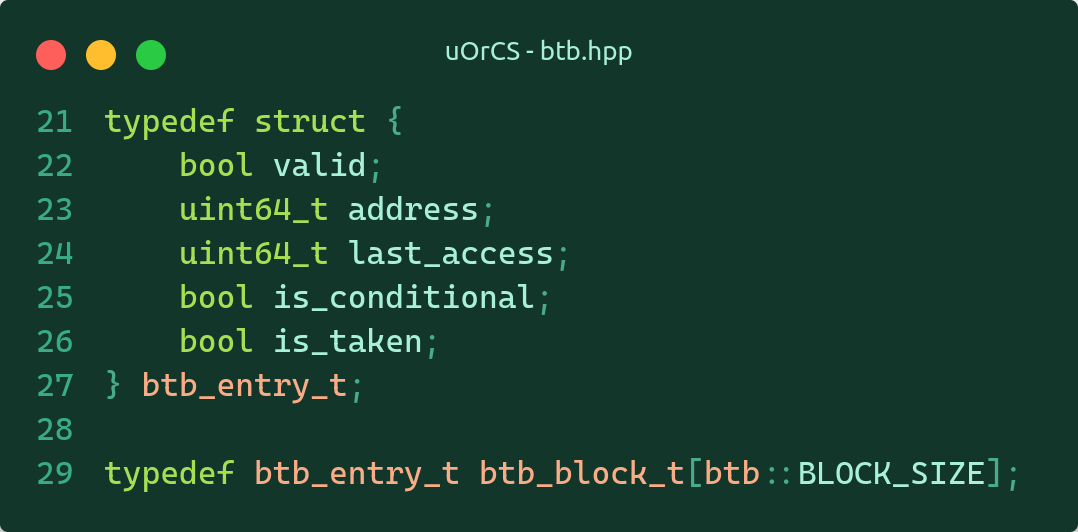 uOrCS - btb.hpp
21 typedef struct {
22     bool valid;
23     uint64_t address;
24     uint64_t last_access;
25     bool is_conditional;
26     bool is_taken;
27 } btb_entry_t;
28
29 typedef btb_entry_t btb_block_t[btb::BLOCK_SIZE];